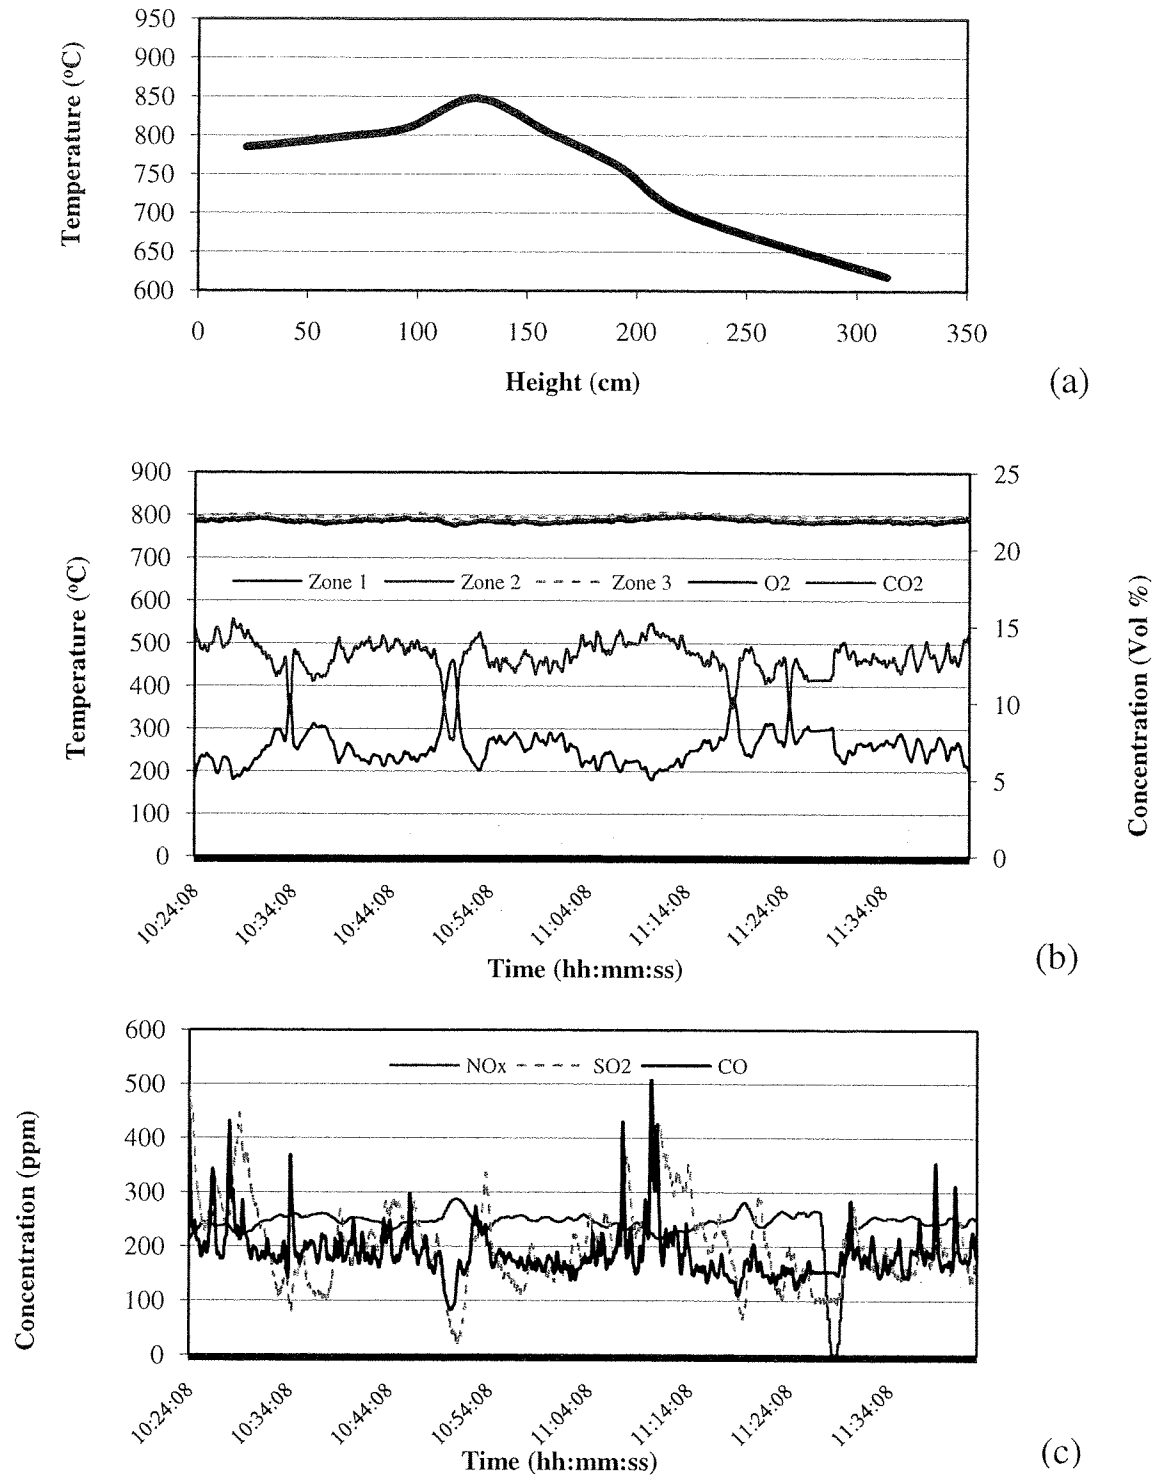 950
900
850
800
750
700
650
600
Temperature (ºC)
0 50 100 150 200 250 300 350
Height (cm)
(a)
900
800
700
600
500
400
300
200
100
0
Temperature (ºC)
25
20
15
10
5
0
Concentration (Vol %)
Zone 1 Zone 2 Zone 3 O2 CO2
10:24:08 10:34:08 10:44:08 10:54:08 11:04:08 11:14:08 11:24:08 11:34:08
Time (hh:mm:ss)
(b)
600
500
400
300
200
100
0
Concentration (ppm)
NOx SO2 CO
10:24:08 10:34:08 10:44:08 10:54:08 11:04:08 11:14:08 11:24:08 11:34:08
Time (hh:mm:ss)
(c)